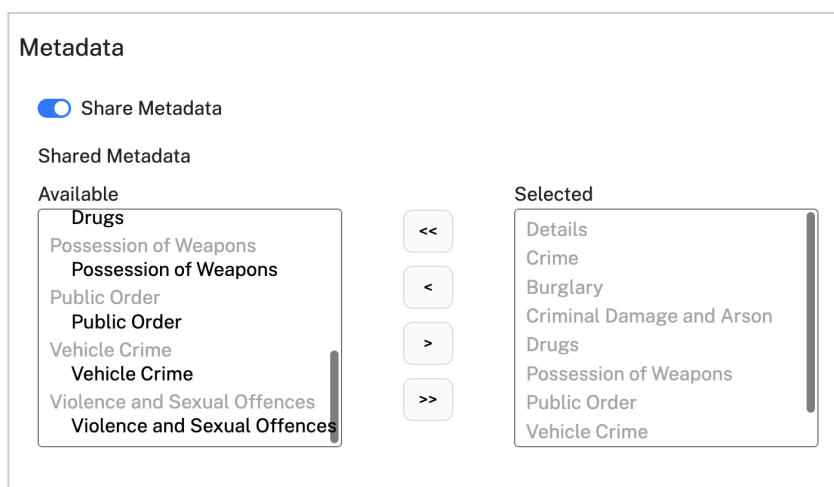 Metadata
Share Metadata
Shared Metadata
Available
Drugs
Possession of Weapons
Possession of Weapons
Public Order
Public Order
Vehicle Crime
Vehicle Crime
Violence and Sexual Offences
Violence and Sexual Offences
<<
<
>
>>
Selected
Details
Crime
Burglary
Criminal Damage and Arson
Drugs
Possession of Weapons
Public Order
Vehicle Crime